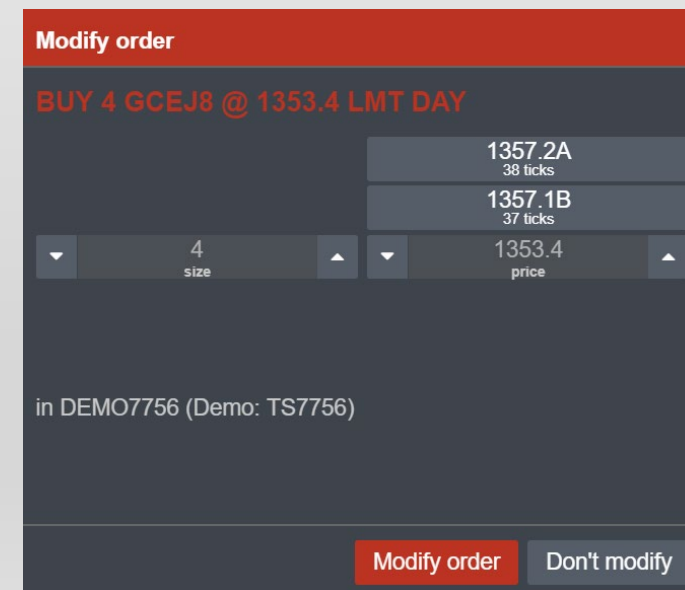 Modify order
BUY 4 GCEJ8 @ 1353.4 LMT DAY
1357.2A
38 ticks
1357.1B
37 ticks
4
size
1353.4
price
in DEMO7756 (Demo: TS7756)
Modify order
Don't modify